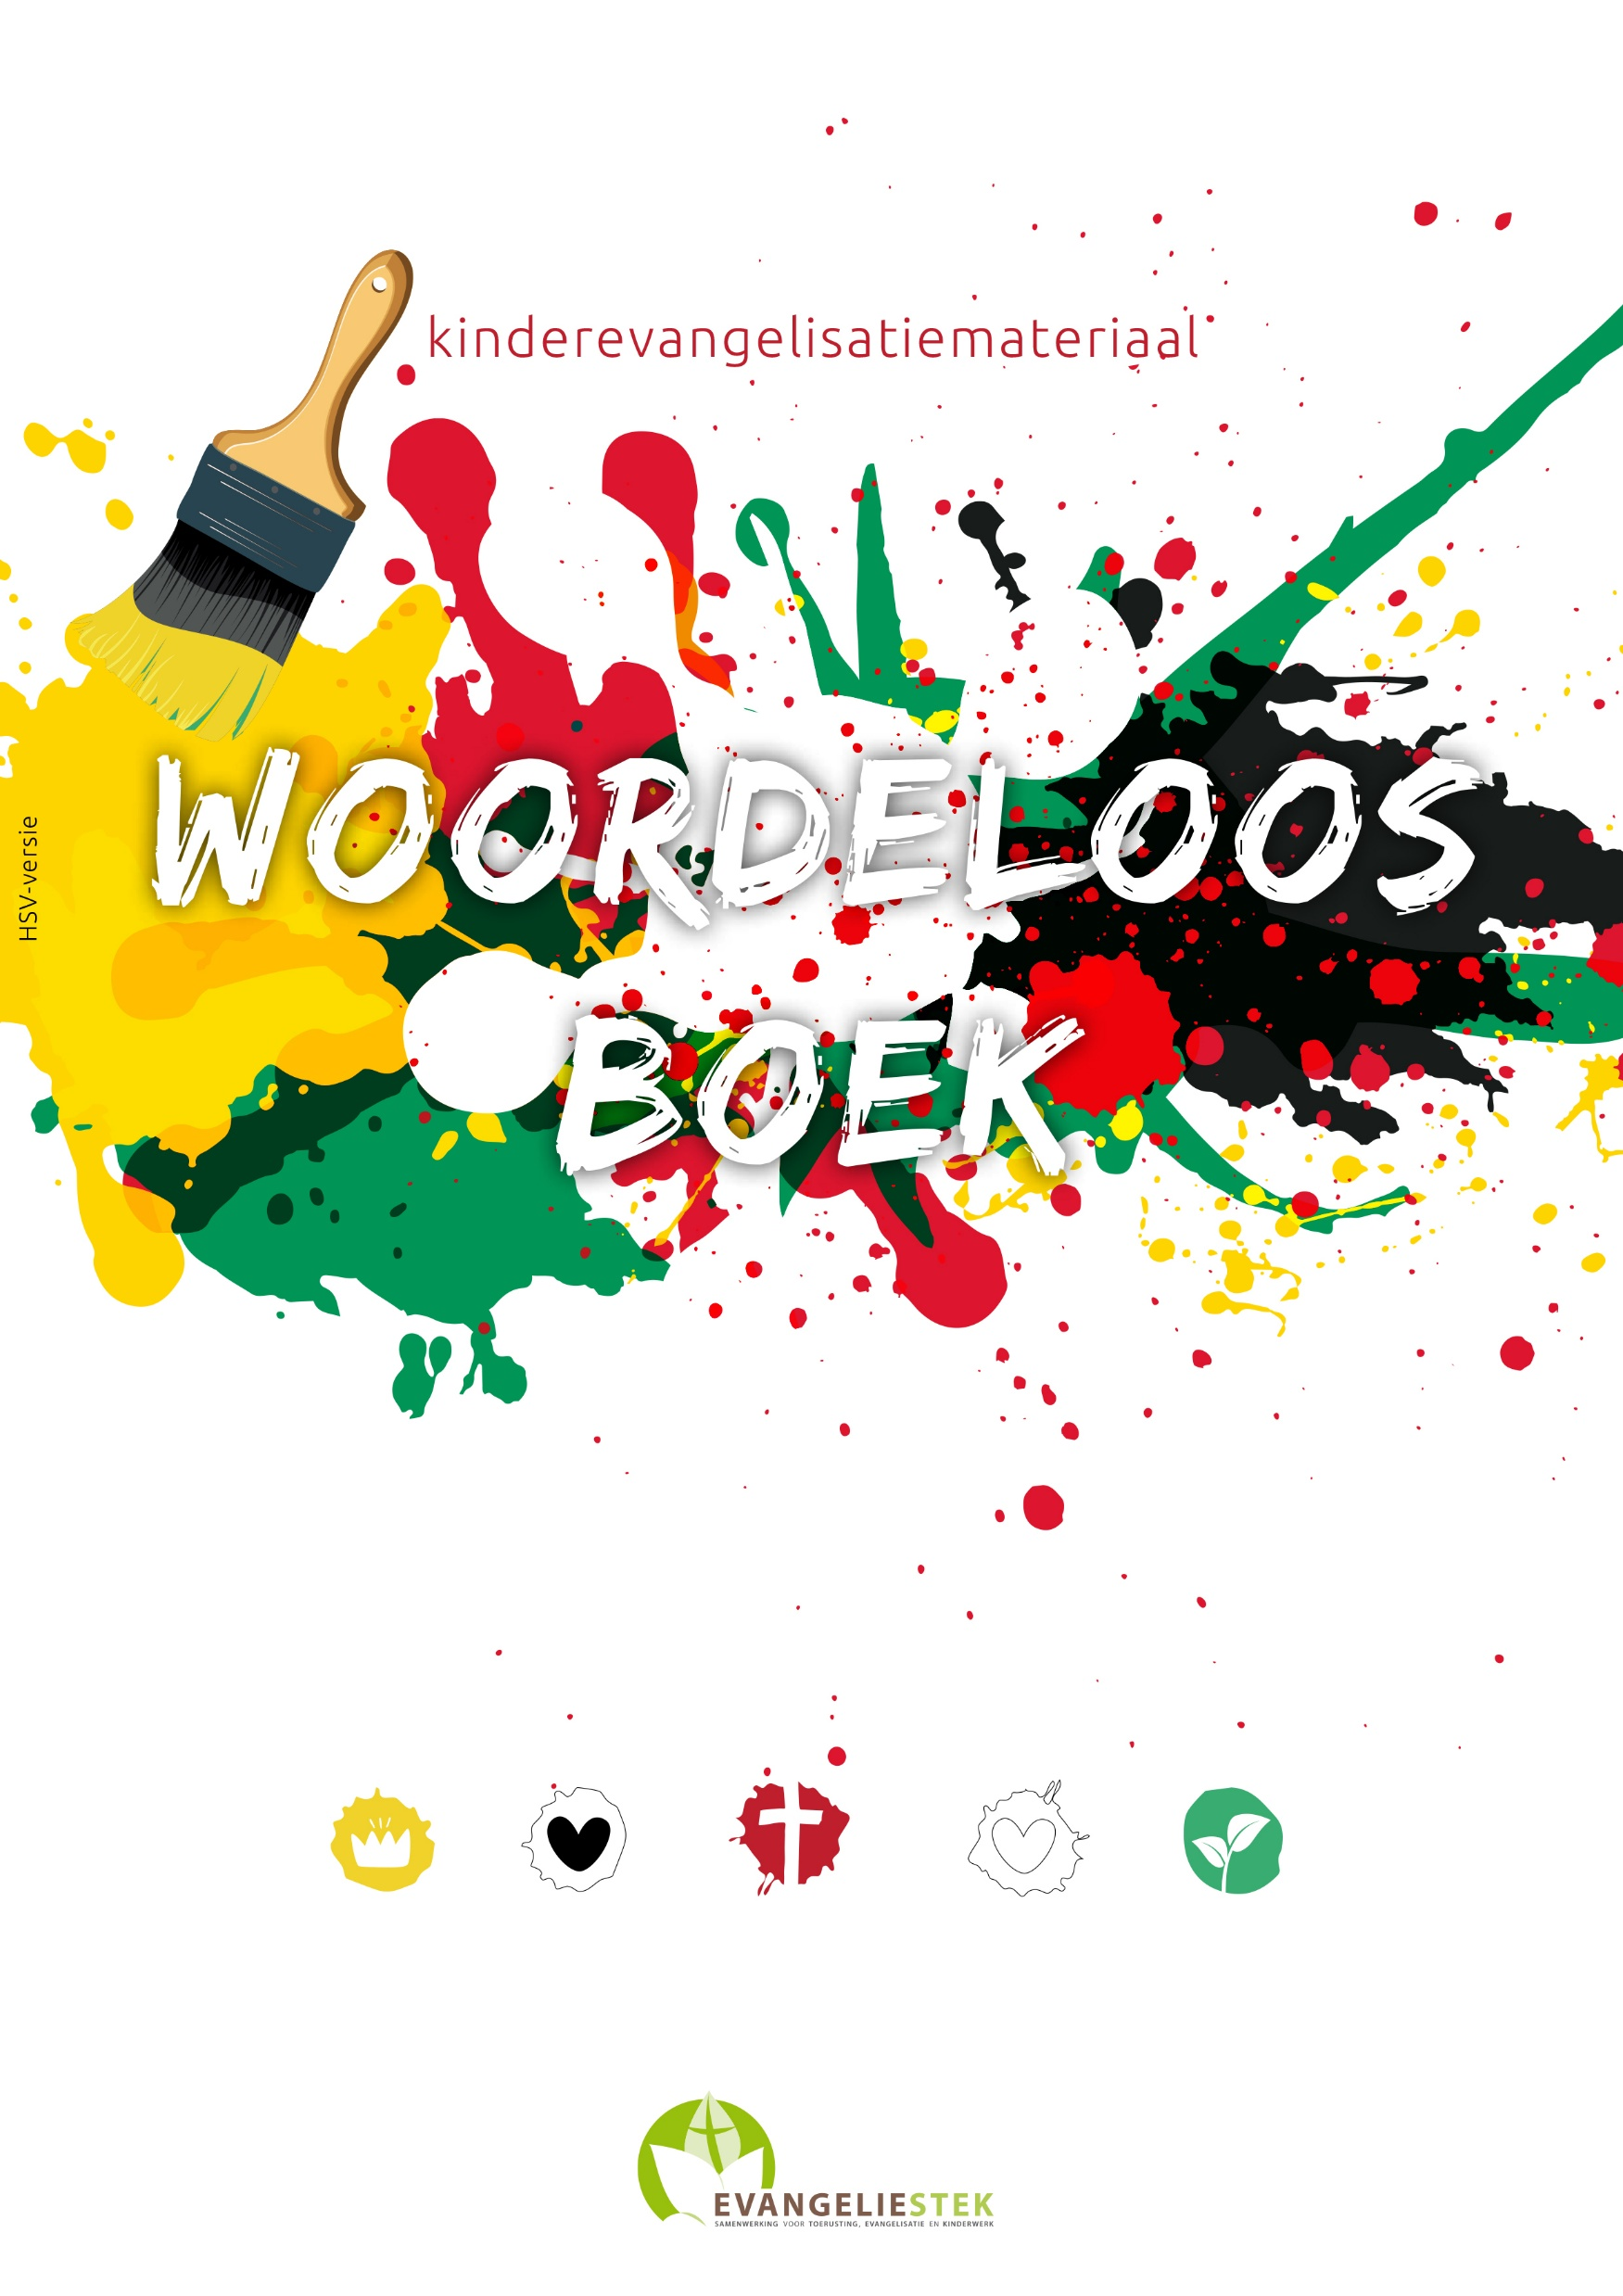 kinderevangelisatiemateriaal
HSV-versie
WOORDELOOS
BOEK
EVANGELIESTEK
SAMENWERKING VOOR TOERUSTING, EVANGELISATIE EN KINDERWERK